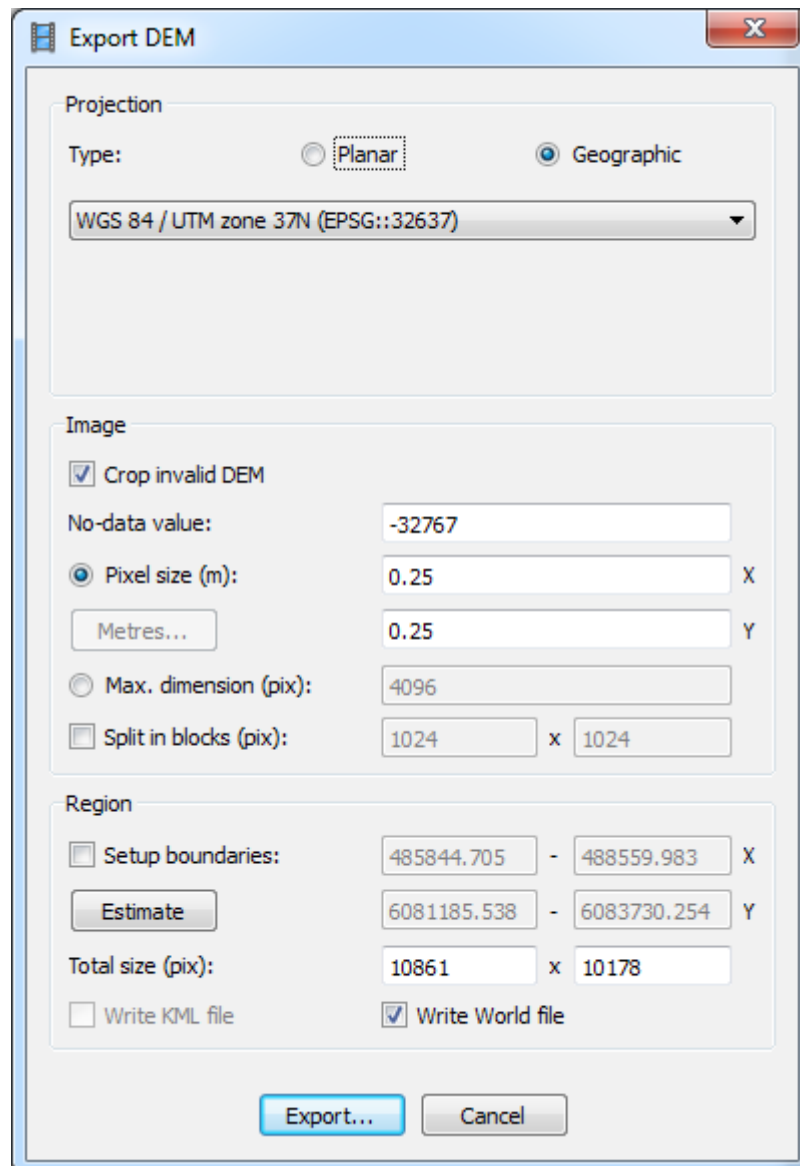 Export DEM
Projection
Type: Planar Geographic
WGS 84 / UTM zone 37N (EPSG::32637)
Image
Crop invalid DEM
No-data value: -32767
Pixel size (m): 0.25 X
Metres... 0.25 Y
Max. dimension (pix): 4096
Split in blocks (pix): 1024 x 1024
Region
Setup boundaries: 485844.705 - 488559.983 X
Estimate 6081185.538 - 6083730.254 Y
Total size (pix): 10861 x 10178
Write KML file Write World file
Export... Cancel